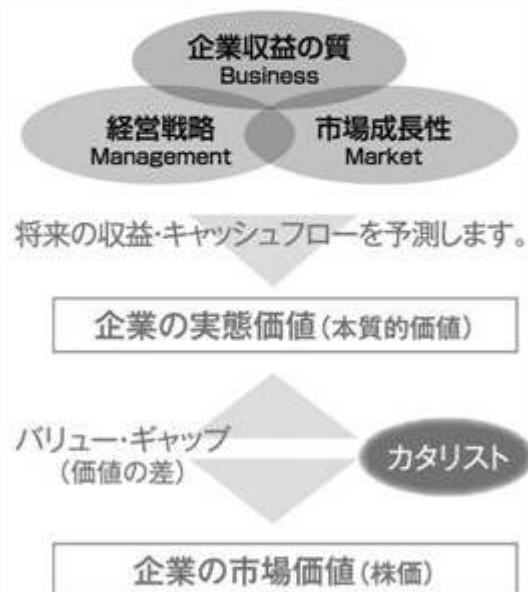 企業収益の質
Business
経営戦略
Management
市場成長性
Market
将来の収益・キャッシュフローを予測します。
企業の実態価値(本質的価値)
バリュー・ギャップ
(価値の差)
カタリスト
企業の市場価値(株価)